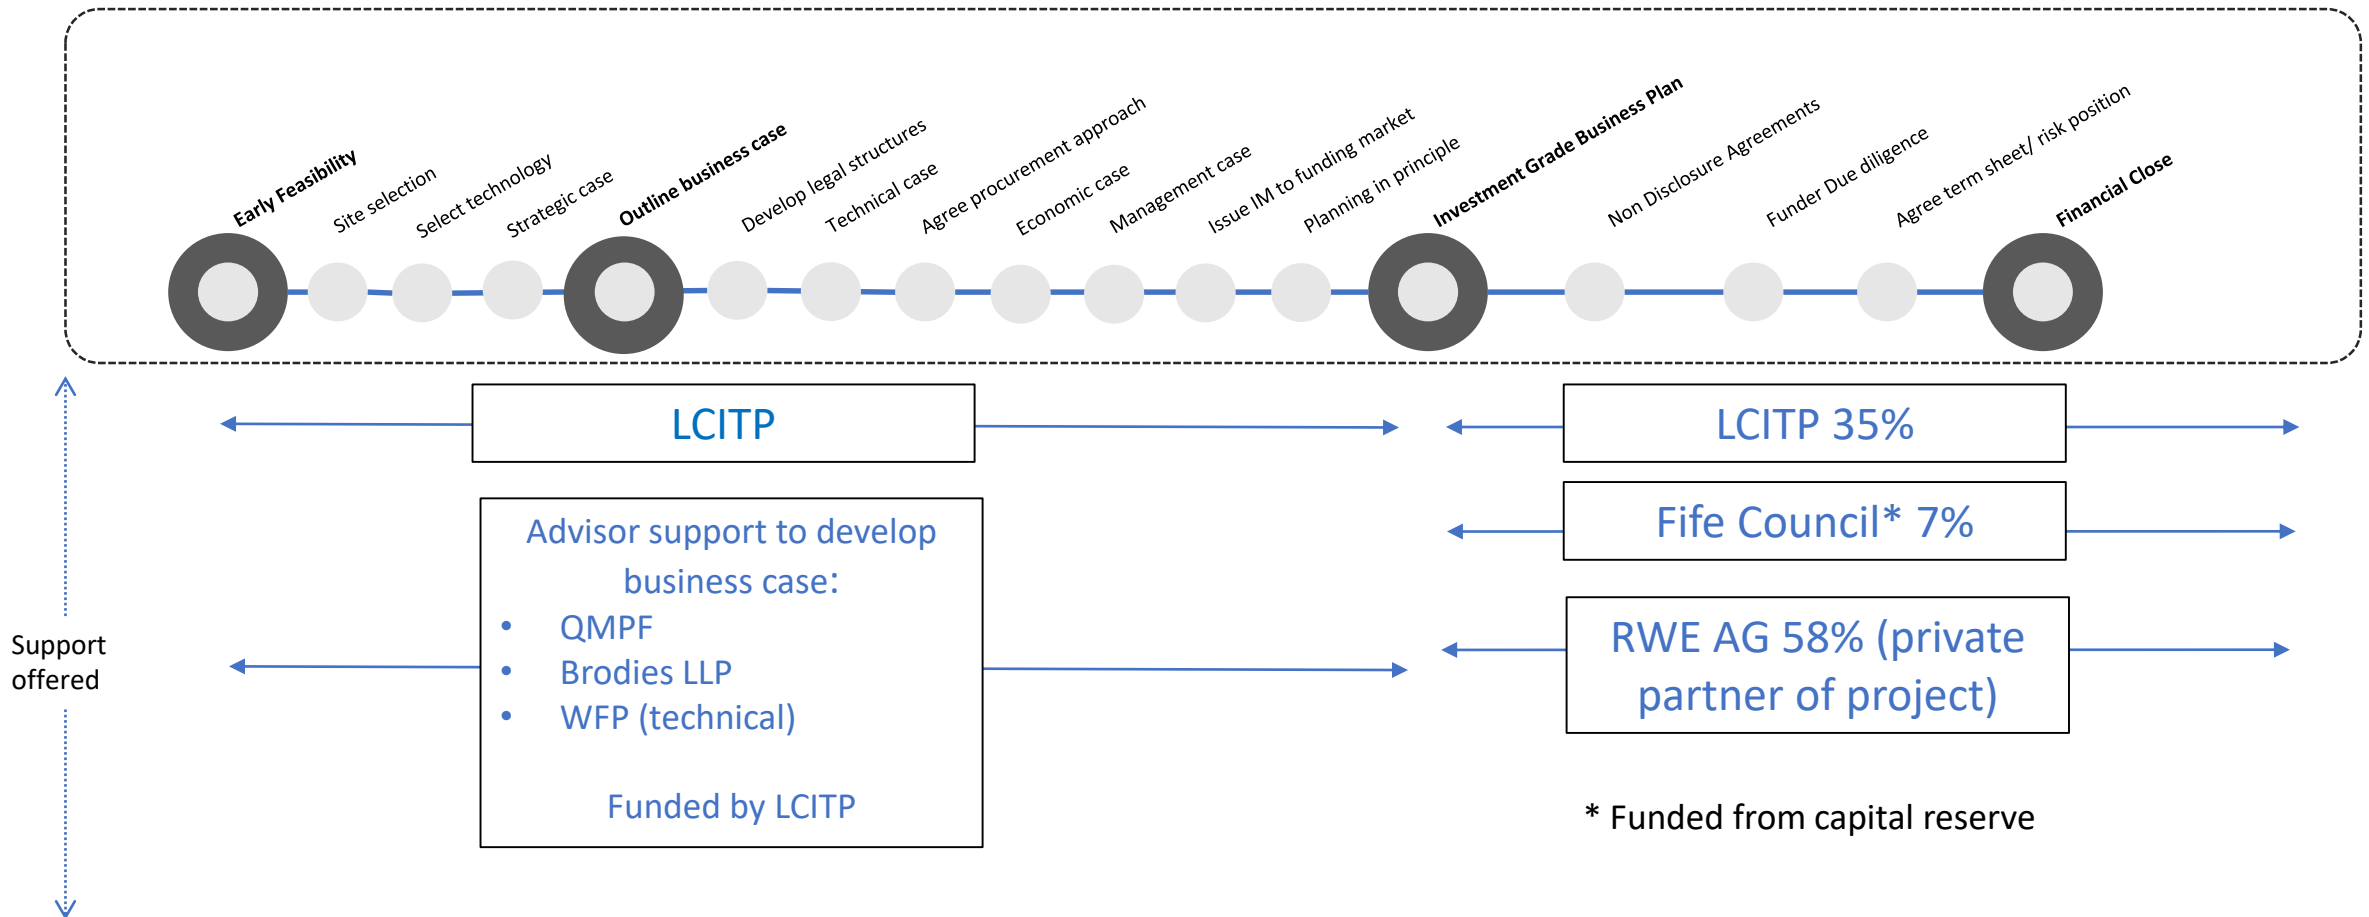 Early Feasibility
Site selection
Select technology
Strategic case
Outline business case
Develop legal structures
Technical case
Agree procurement approach
Economic case
Management case
Issue IM to funding market
Planning in principle
Investment Grade Business Plan
Non Disclosure Agreements
Funder Due diligence
Agree term sheet/ risk position
Financial Close
Support
offered
LCITP
Advisor support to develop
business case:
• QMPF
• Brodies LLP
• WFP (technical)
Funded by LCITP
LCITP 35%
Fife Council* 7%
RWE AG 58% (private
partner of project)
* Funded from capital reserve